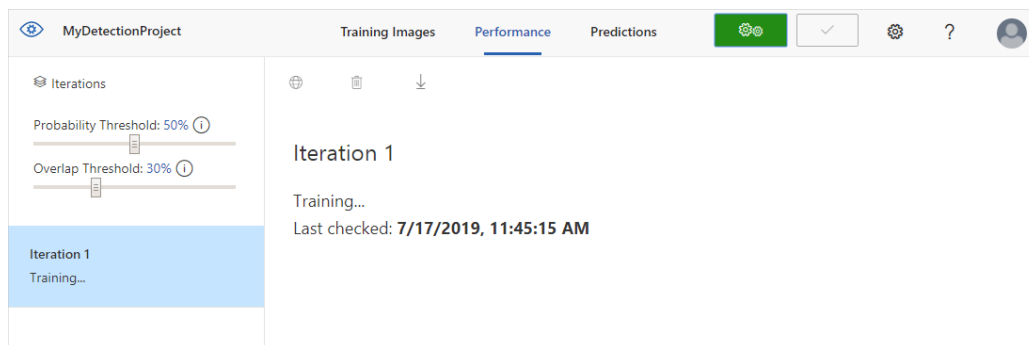 MyDetectionProject Training Images Performance Predictions ?
Iterations
Probability Threshold: 50% i
Overlap Threshold: 30% i
Iteration 1
Training...
Iteration 1
Training...
Last checked: 7/17/2019, 11:45:15 AM